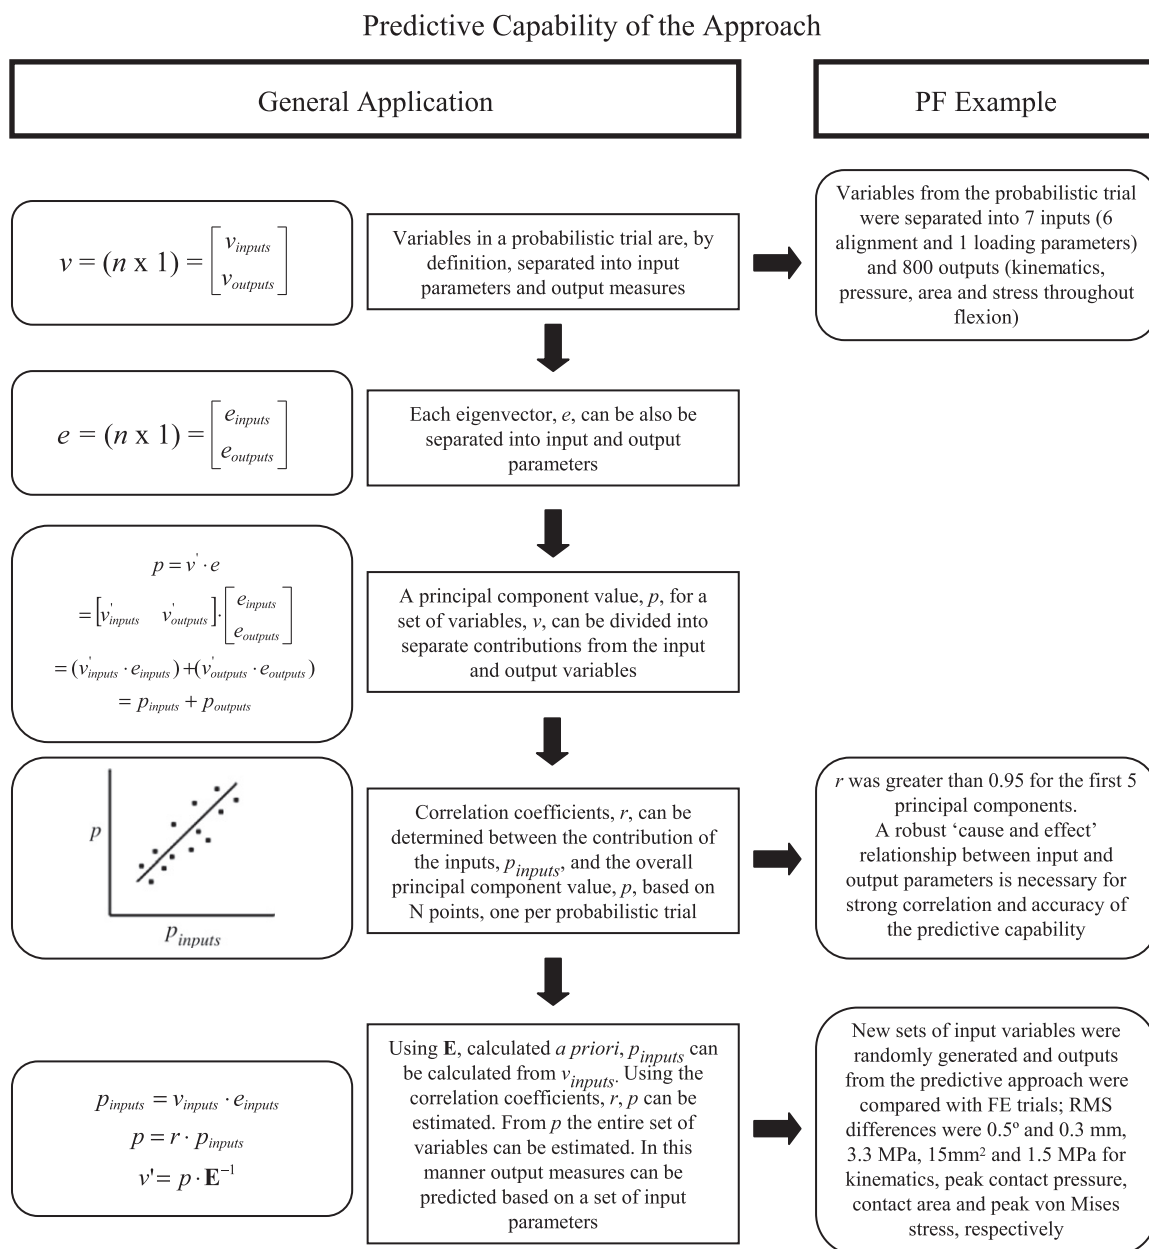 Predictive Capability of the Approach
General Application
PF Example
v = (n x 1) = [v_inputs
v_outputs]
Variables in a probabilistic trial are, by
definition, separated into input
parameters and output measures
Variables from the probabilistic trial
were separated into 7 inputs (6
alignment and 1 loading parameters)
and 800 outputs (kinematics,
pressure, area and stress throughout
flexion)
e = (n x 1) = [e_inputs
e_outputs]
Each eigenvector, e, can be also be
separated into input and output
parameters
p = v' · e
= [v'_inputs v'_outputs] · [e_inputs
e_outputs]
= (v'_inputs · e_inputs) + (v'_outputs · e_outputs)
= p_inputs + p_outputs
A principal component value, p, for a
set of variables, v, can be divided into
separate contributions from the input
and output variables
p
p_inputs
Correlation coefficients, r, can be
determined between the contribution of
the inputs, p_inputs, and the overall
principal component value, p, based on
N points, one per probabilistic trial
r was greater than 0.95 for the first 5
principal components.
A robust ‘cause and effect’
relationship between input and
output parameters is necessary for
strong correlation and accuracy of
the predictive capability
p_inputs = v_inputs · e_inputs
p = r · p_inputs
v' = p · E⁻¹
Using E, calculated a priori, p_inputs can
be calculated from v_inputs. Using the
correlation coefficients, r, p can be
estimated. From p the entire set of
variables can be estimated. In this
manner output measures can be
predicted based on a set of input
parameters
New sets of input variables were
randomly generated and outputs
from the predictive approach were
compared with FE trials; RMS
differences were 0.5º and 0.3 mm,
3.3 MPa, 15mm² and 1.5 MPa for
kinematics, peak contact pressure,
contact area and peak von Mises
stress, respectively